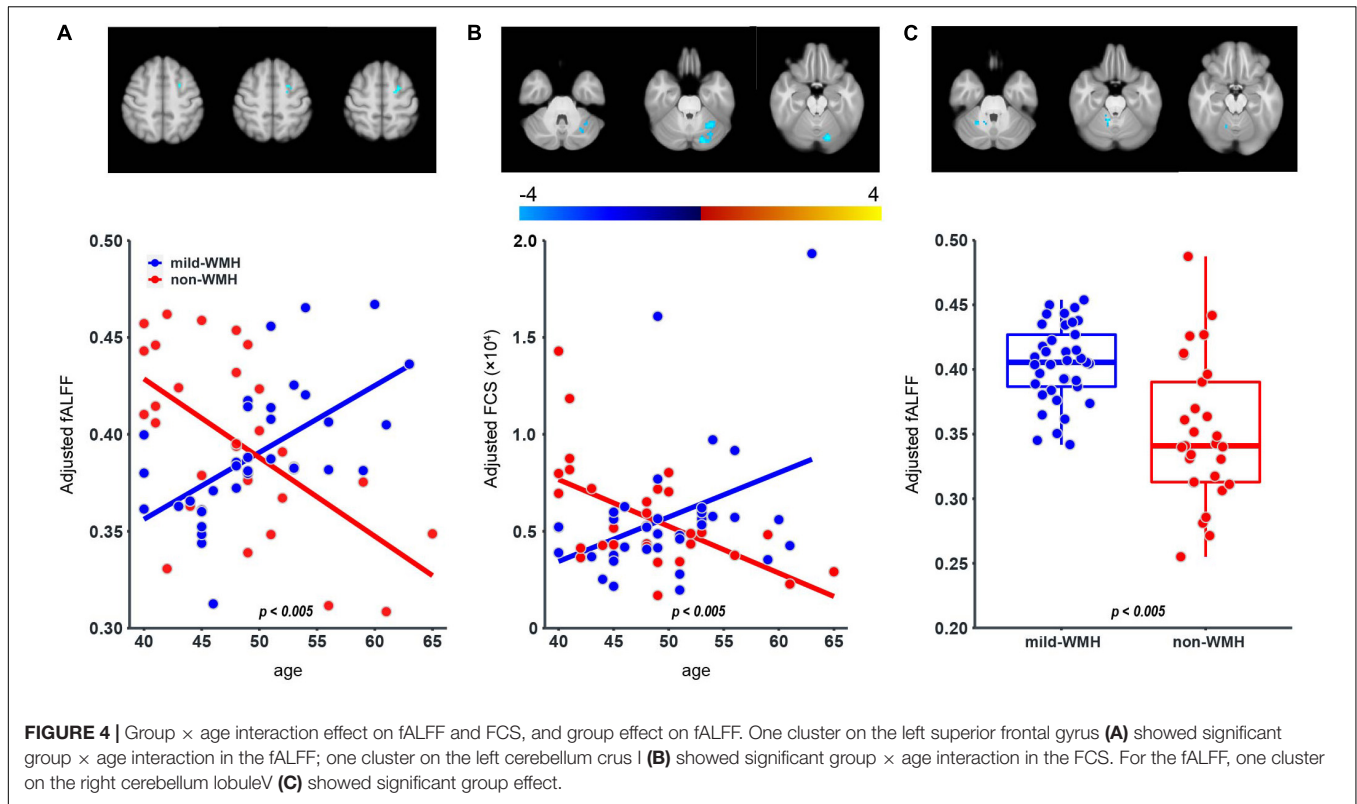 A
B
C
-4 4
0.50
0.45
0.40
0.35
0.30
Adjusted fALFF
mild-WMH
non-WMH
p < 0.005
40 45 50 55 60 65
age
2.0
1.5
1.0
0.5
0
Adjusted FCS (×10⁴)
p < 0.005
40 45 50 55 60 65
age
0.50
0.45
0.40
0.35
0.30
0.25
0.20
Adjusted fALFF
p < 0.005
mild-WMH non-WMH
FIGURE 4 | Group × age interaction effect on fALFF and FCS, and group effect on fALFF. One cluster on the left superior frontal gyrus (A) showed significant
group × age interaction in the fALFF; one cluster on the left cerebellum crus I (B) showed significant group × age interaction in the FCS. For the fALFF, one cluster
on the right cerebellum lobuleV (C) showed significant group effect.